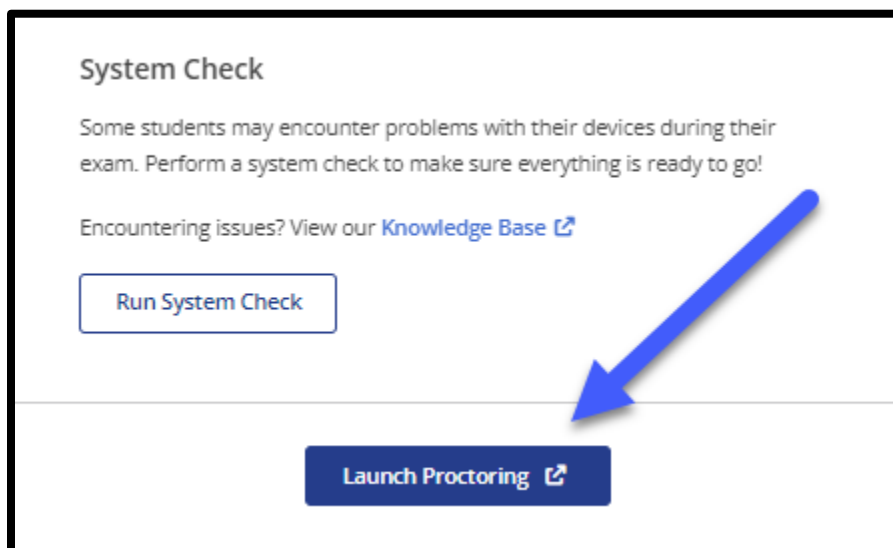 System Check
Some students may encounter problems with their devices during their
exam. Perform a system check to make sure everything is ready to go!
Encountering issues? View our Knowledge Base
Run System Check
Launch Proctoring